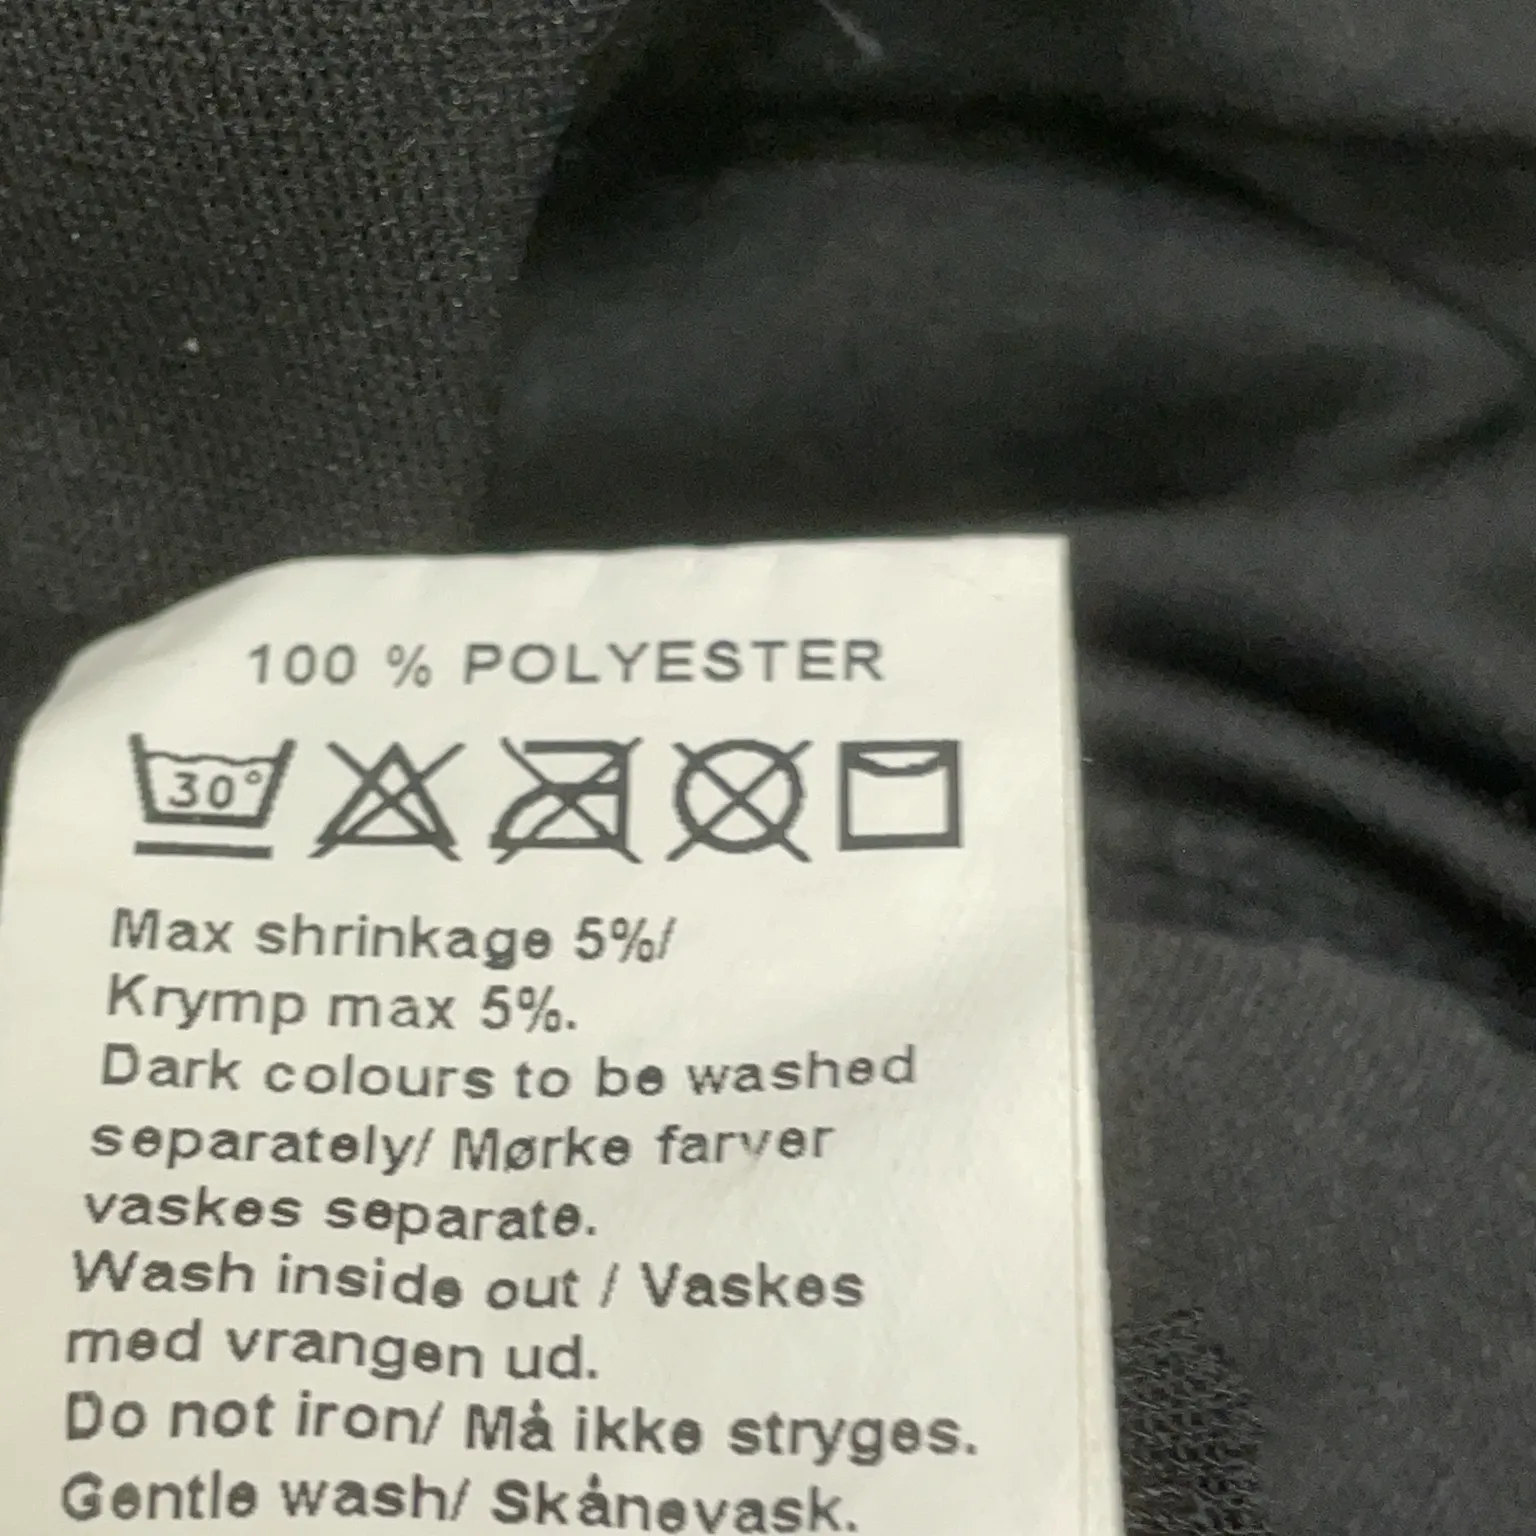 100 % POLYESTER
30°
Max shrinkage 5%/
Krymp max 5%.
Dark colours to be washed
separately/ Mørke farver
vaskes separate.
Wash inside out / Vaskes
med vrangen ud.
Do not iron/ Må ikke stryges.
Gentle wash/ Skånevask.